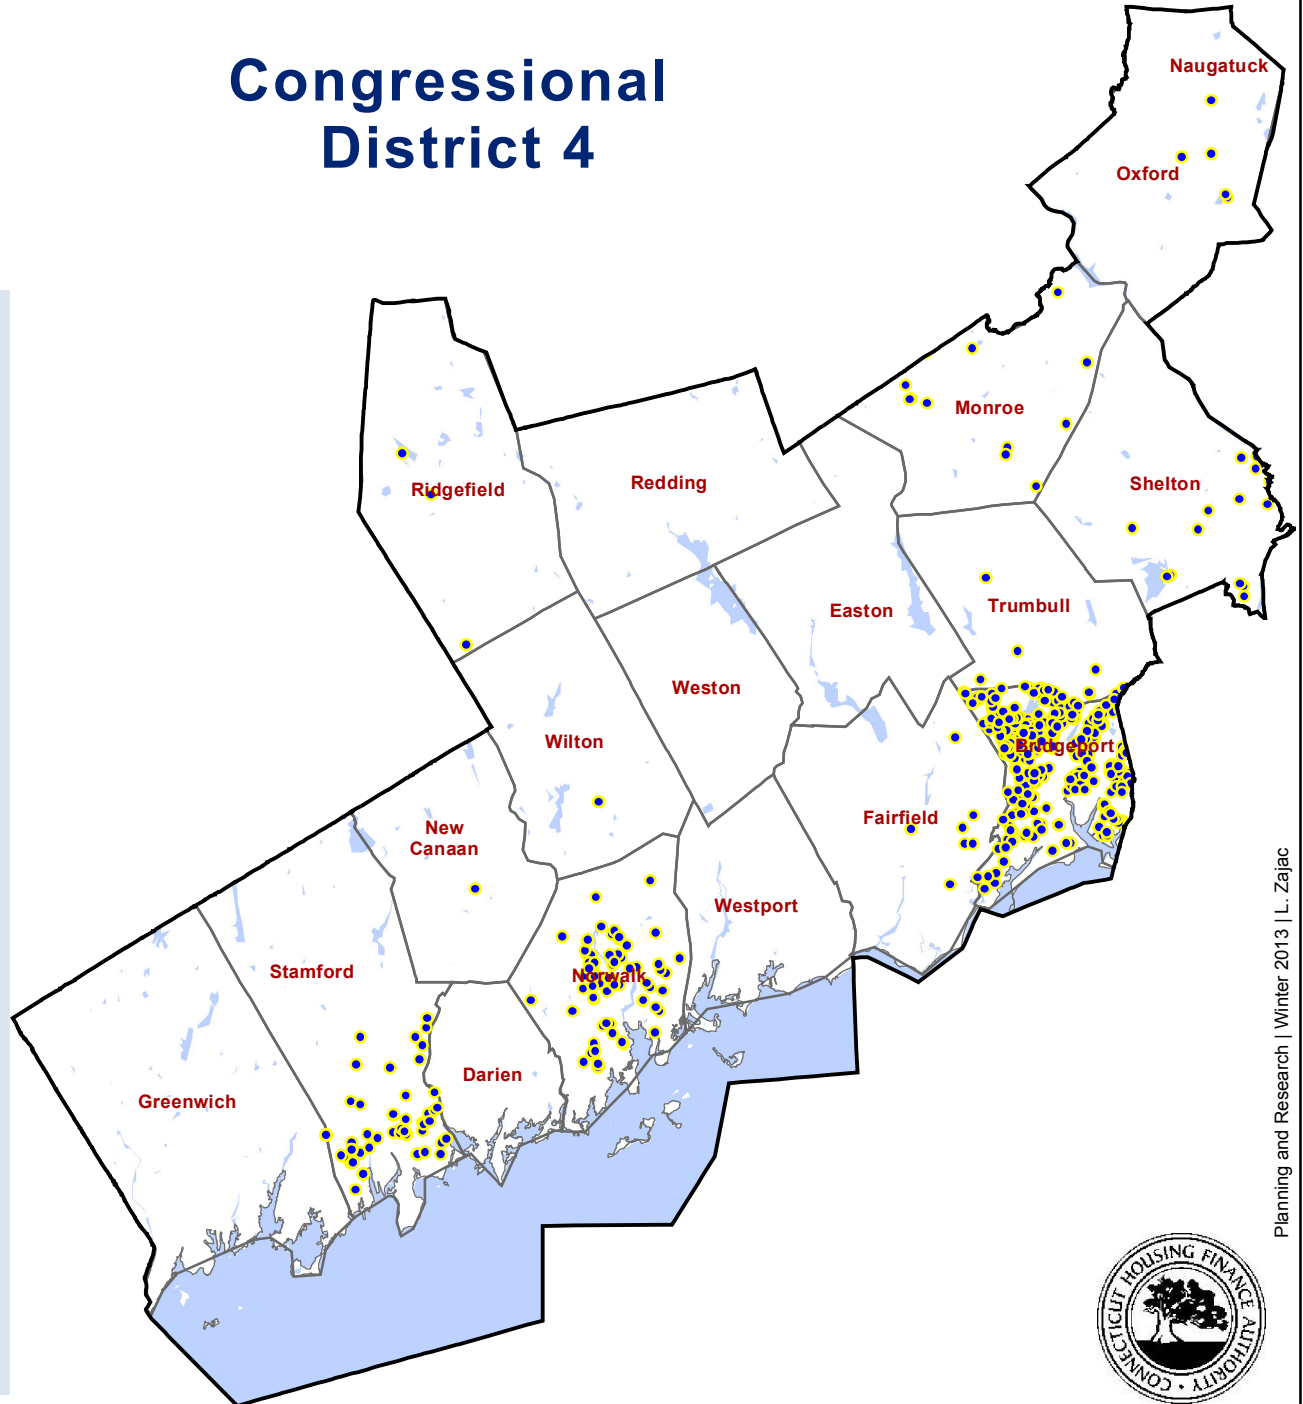 Congressional
District 4
Naugatuck
Oxford
Monroe
Ridgefield
Redding
Shelton
Easton
Trumbull
Weston
Wilton
Bridgeport
Fairfield
New
Canaan
Westport
Stamford
Norwalk
Darien
Greenwich
Planning and Research | Winter 2013 | L. Zajac
CONNECTICUT HOUSING FINANCE AUTHORITY •